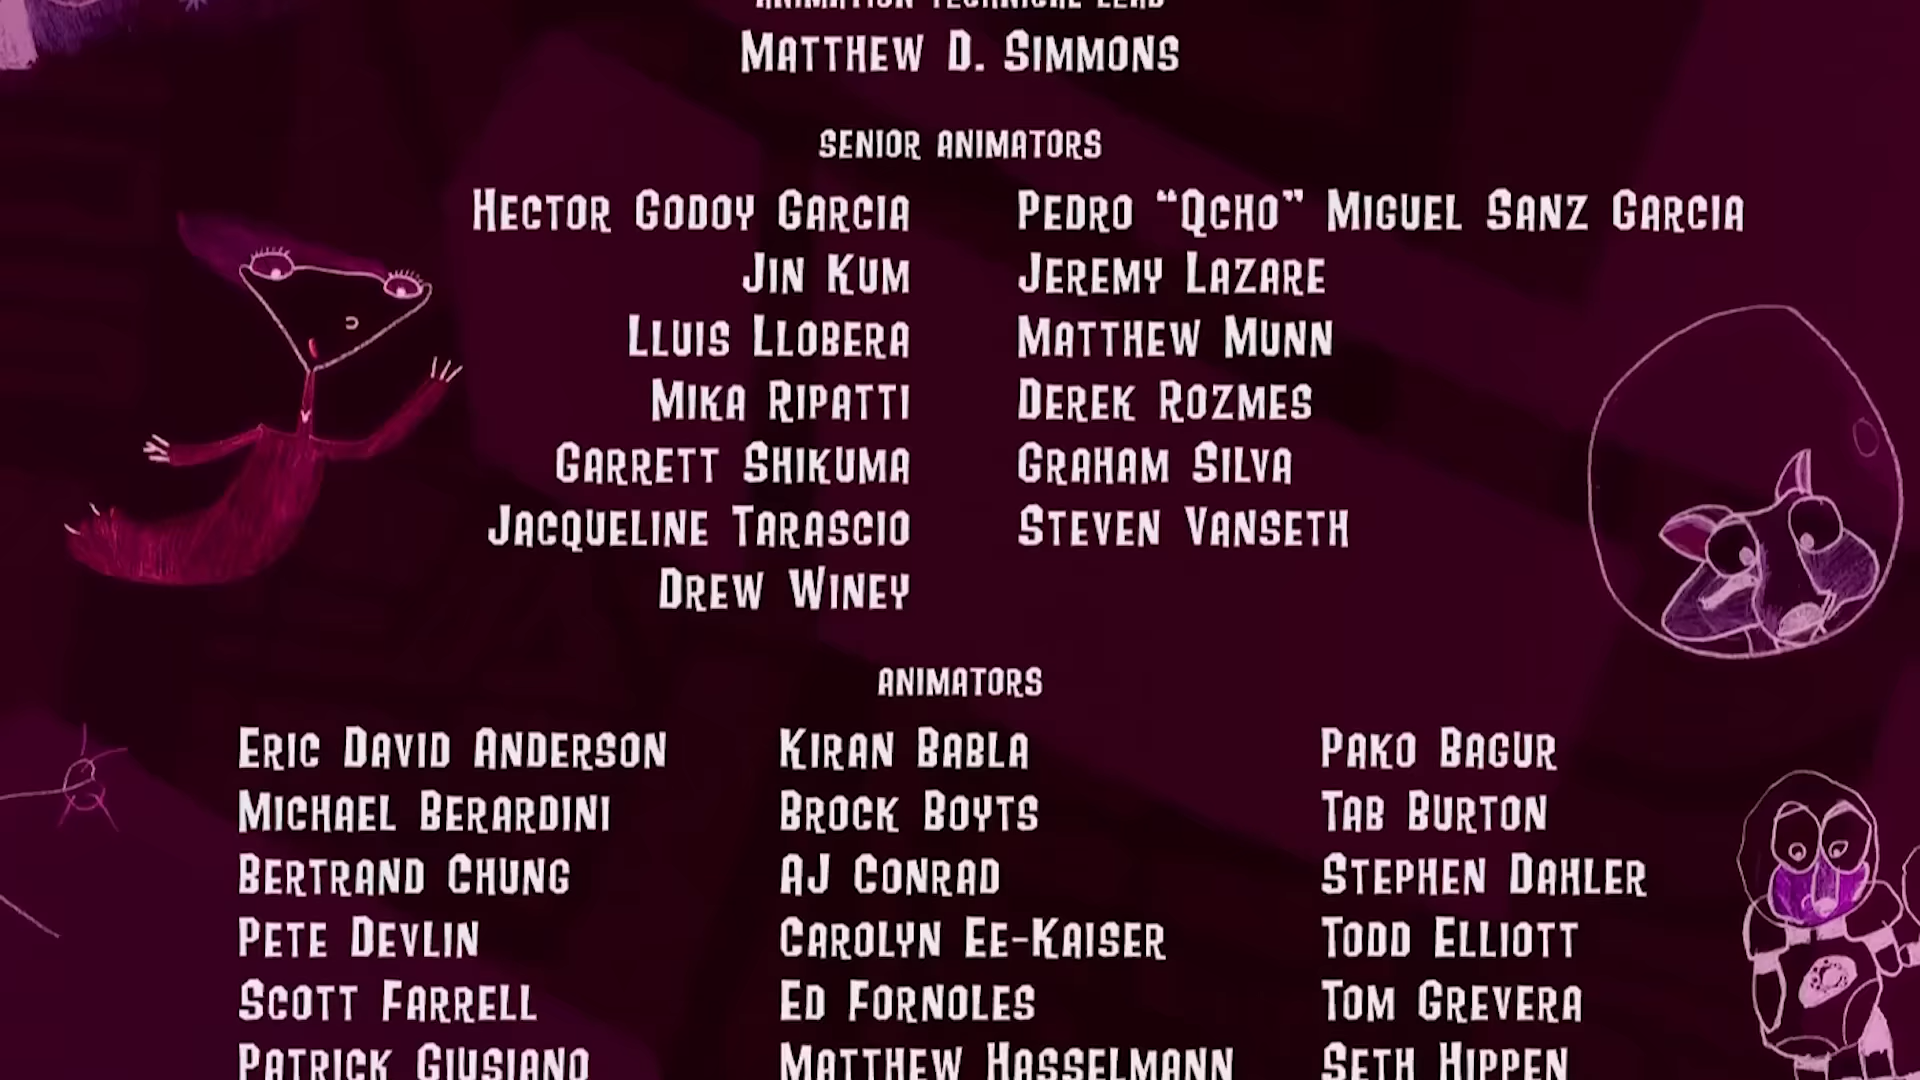 ANIMATION TECHNICAL LEAD
MATTHEW D. SIMMONS
SENIOR ANIMATORS
HECTOR GODOY GARCIA PEDRO “QCHO” MIGUEL SANZ GARCIA
JIN KUM JEREMY LAZARE
LLUIS LLOBERA MATTHEW MUNN
MIKA RIPATTI DEREK ROZMES
GARRETT SHIKUMA GRAHAM SILVA
JACQUELINE TARASCIO STEVEN VANSETH
DREW WINEY
ANIMATORS
ERIC DAVID ANDERSON KIRAN BABLA PAKO BAGUR
MICHAEL BERARDINI BROCK BOYTS TAB BURTON
BERTRAND CHUNG AJ CONRAD STEPHEN DAHLER
PETE DEVLIN CAROLYN EE-KAISER TODD ELLIOTT
SCOTT FARRELL ED FORNOLES TOM GREVERA
PATRICK GIUSIANO MATTHEW HASSELMANN SETH HIPPEN